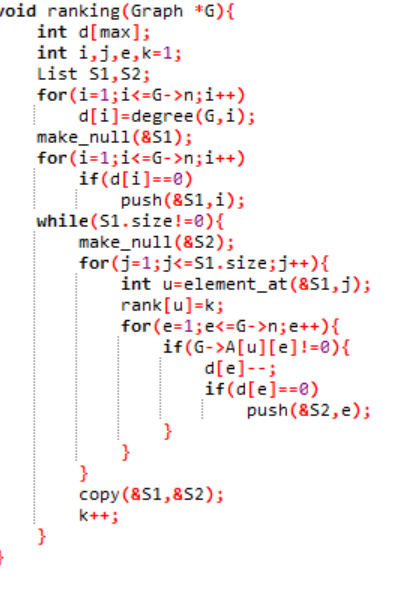 void ranking(Graph *G){
    int d[max];
    int i,j,e,k=1;
    List S1,S2;
    for(i=1;i<=G->n;i++)
        d[i]=degree(G,i);
    make_null(&S1);
    for(i=1;i<=G->n;i++)
        if(d[i]==0)
            push(&S1,i);
    while(S1.size!=0){
        make_null(&S2);
        for(j=1;j<=S1.size;j++){
            int u=element_at(&S1,j);
            rank[u]=k;
            for(e=1;e<=G->n;e++){
                if(G->A[u][e]!=0){
                    d[e]--;
                    if(d[e]==0)
                        push(&S2,e);
                }
            }
        }
        copy(&S1,&S2);
        k++;
    }
}